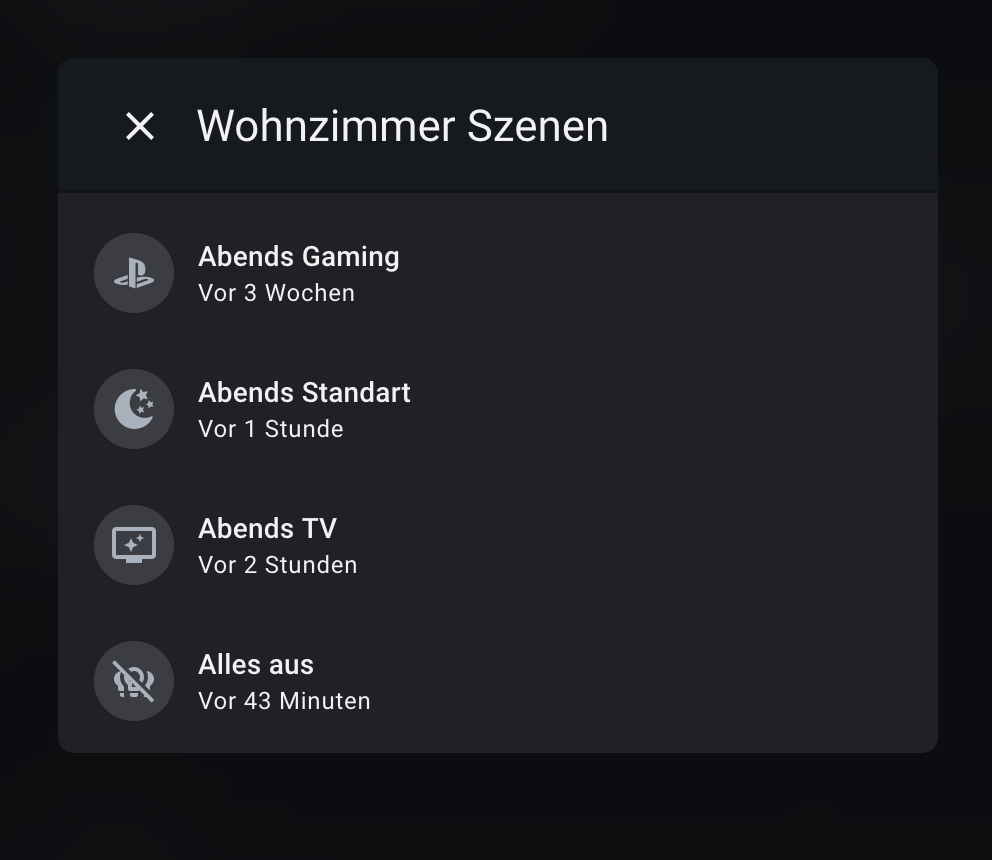 Wohnzimmer Szenen
Abends Gaming
Vor 3 Wochen
Abends Standart
Vor 1 Stunde
Abends TV
Vor 2 Stunden
Alles aus
Vor 43 Minuten